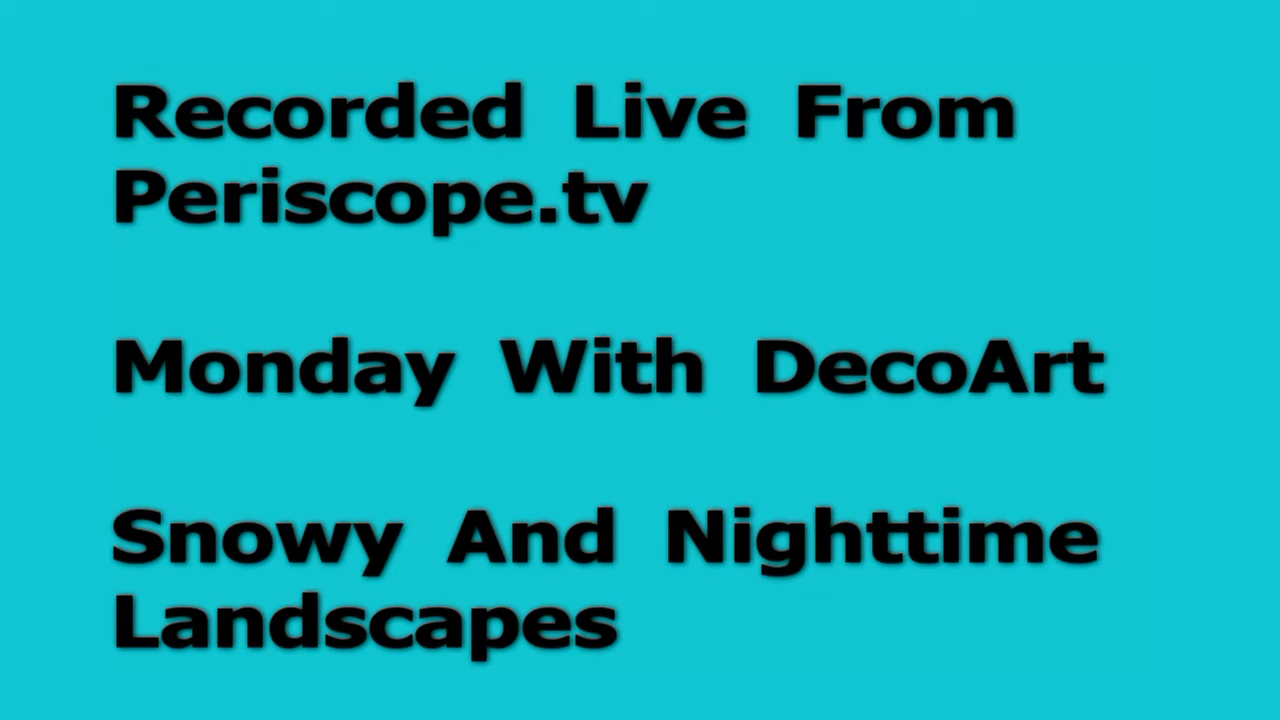 Recorded Live From
Periscope.tv
Monday With DecoArt
Snowy And Nighttime
Landscapes